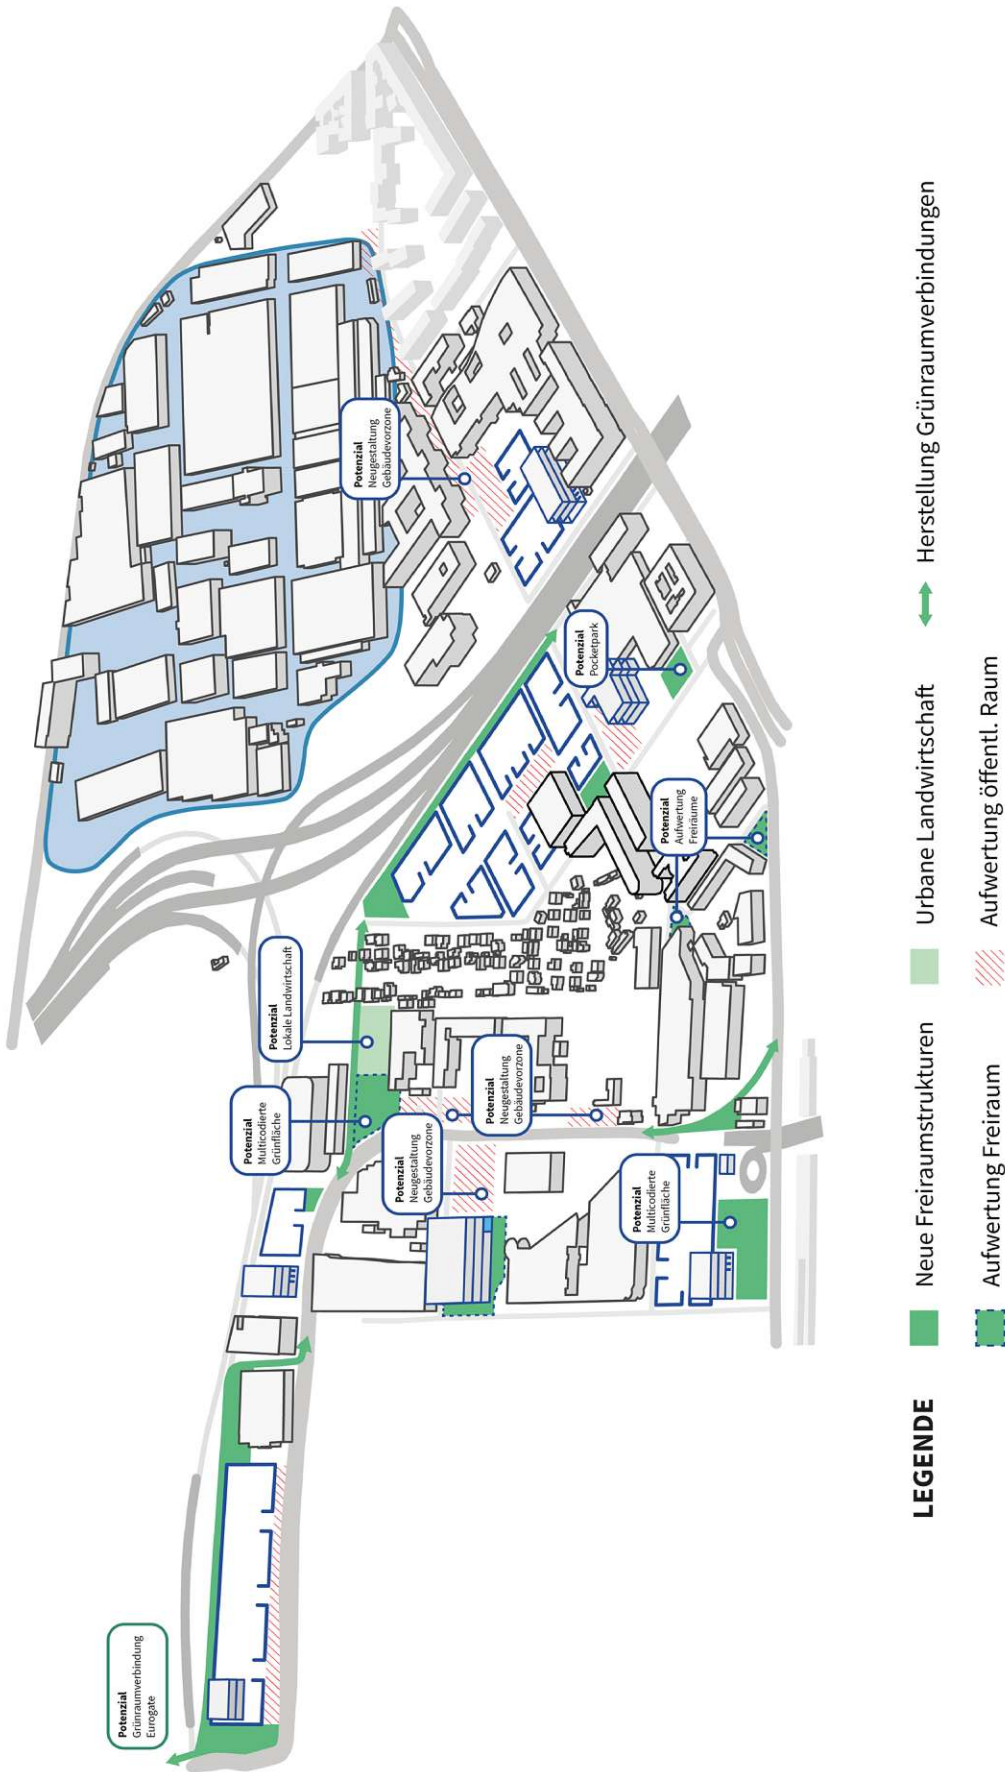 Potenzial
Grünraumverbindung
Eurogate
Potenzial
Multicodierte
Grünfläche
Potenzial
Lokale Landwirtschaft
Potenzial
Neugestaltung
Gebäudevorzone
Potenzial
Neugestaltung
Gebäudevorzone
Potenzial
Neugestaltung
Gebäudevorzone
Potenzial
Pocketpark
Potenzial
Aufwertung
Freiräume
Potenzial
Multicodierte
Grünfläche
LEGENDE
Neue Freiraumstrukturen
Urbane Landwirtschaft
Herstellung Grünraumverbindungen
Aufwertung Freiraum
Aufwertung öffentl. Raum